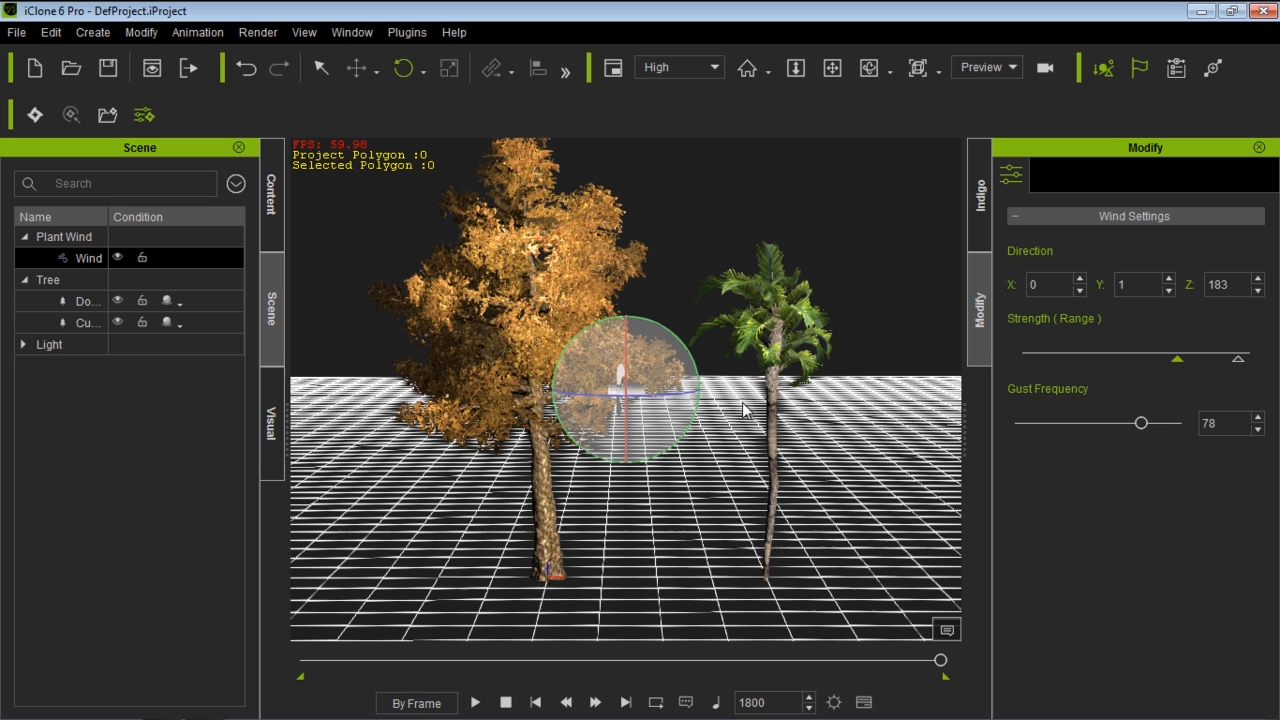 iClone 6 Pro - DefProject.iProject
File Edit Create Modify Animation Render View Window Plugins Help
High Preview
Scene
Search
Name Condition
Plant Wind
Wind
Tree
Do...
Cu...
Light
Content
Scene
Visual
FPS: 59.98
Project Polygon :0
Selected Polygon :0
Indigo
Modify
Modify
Wind Settings
Direction
X: 0 Y: 1 Z: 183
Strength ( Range )
Gust Frequency
78
By Frame 1800